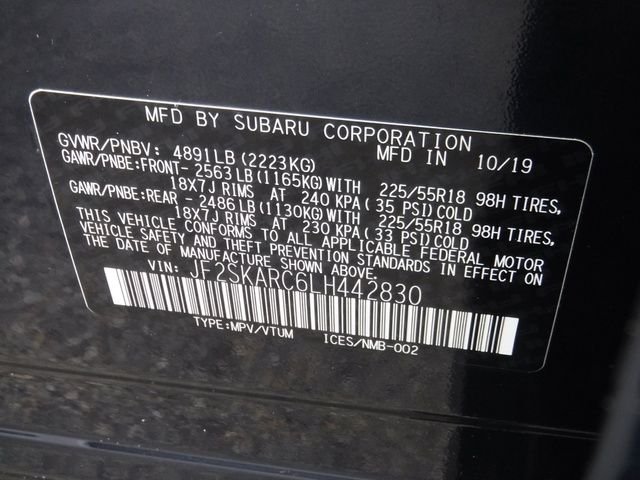 MFD BY SUBARU CORPORATION
GVWR/PNBV: 4891LB (2223KG) MFD IN 10/19
GAWR/PNBE:FRONT- 2563LB(1165KG)WITH 225/55R18 98H TIRES,
18X7J RIMS AT 240 KPA( 35 PSI)COLD
GAWR/PNBE:REAR - 2486LB(1130KG)WITH 225/55R18 98H TIRES,
18X7J RIMS AT 230 KPA( 33 PSI)COLD
THIS VEHICLE CONFORMS TO ALL APPLICABLE FEDERAL MOTOR
VEHICLE SAFETY AND THEFT PREVENTION STANDARDS IN EFFECT ON
THE DATE OF MANUFACTURE SHOWN ABOVE.
VIN: JF2SKARC6LH442830
TYPE:MPV/VTUM ICES/NMB-002